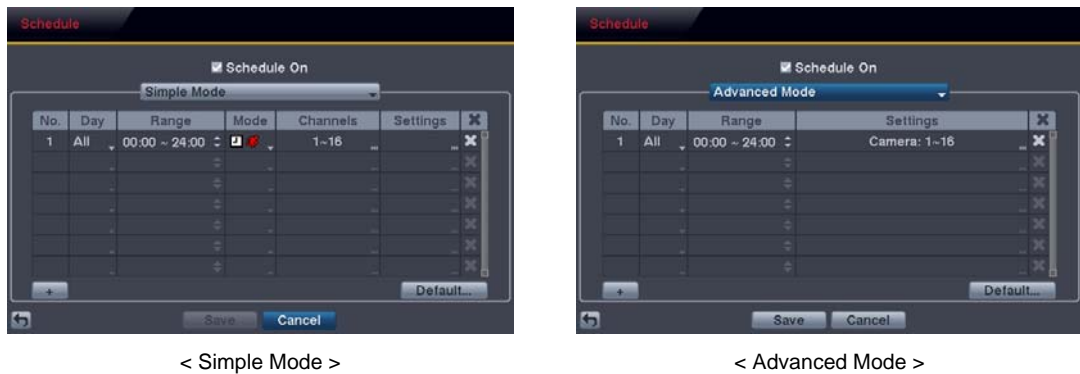 Schedule
Schedule On
Simple Mode
No. Day Range Mode Channels Settings
1 All 00:00 ~ 24:00 1~16 ...
+ Default...
Save Cancel
< Simple Mode >
Schedule
Schedule On
Advanced Mode
No. Day Range Settings
1 All 00:00 ~ 24:00 Camera: 1~16 ...
+ Default...
Save Cancel
< Advanced Mode >